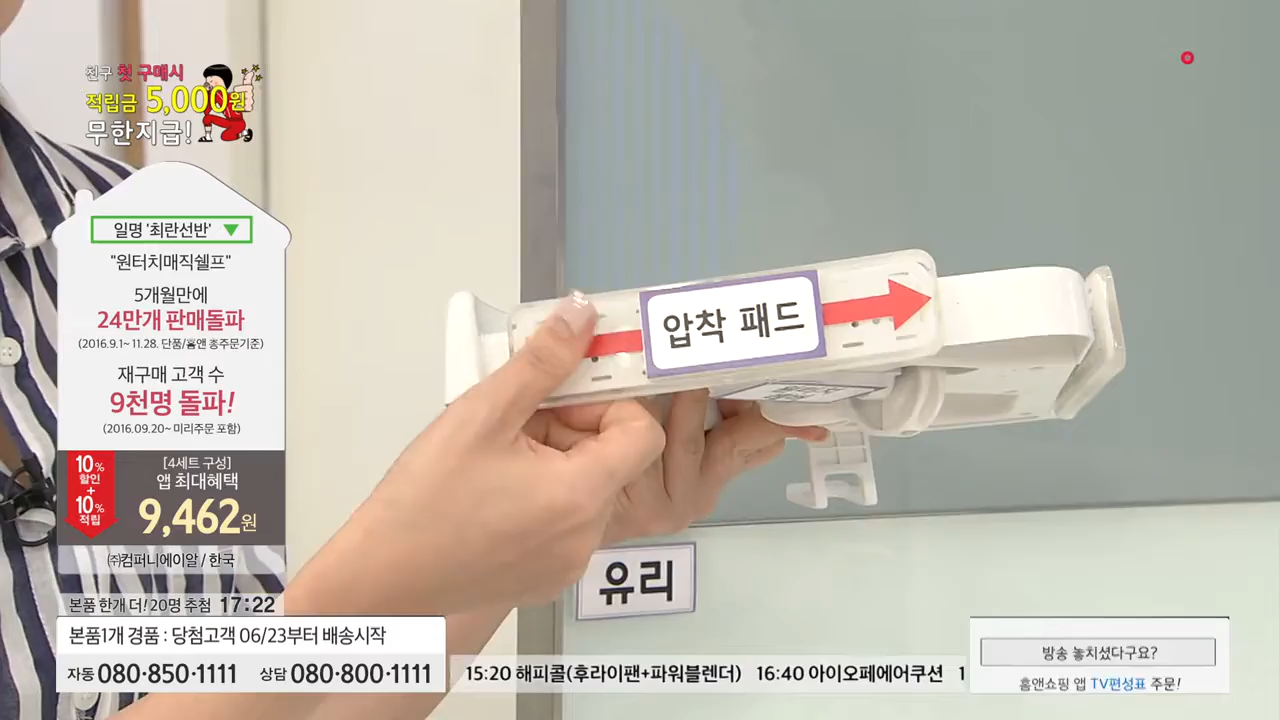 친구 첫 구매시
적립금 5,000원
무한지급!
일명 '최란선반' ▼
"원터치매직쉘프"
5개월만에
24만개 판매돌파
(2016.9.1~ 11.28. 단품/홈앤 총주문기준)
재구매 고객 수
9천명 돌파!
(2016.09.20~ 미리주문 포함)
10%
할인
+
10%
적립
[4세트 구성]
앱 최대혜택
9,462원
㈜컴퍼니에이알 / 한국
압착 패드
유리
본품 한개 더! 20명 추첨 17:22
본품1개 경품 : 당첨고객 06/23부터 배송시작
자동 080·850·1111 상담 080·800·1111
15:20 해피콜(후라이팬+파워블렌더) 16:40 아이오페에어쿠션 1
방송 놓치셨다구요?
홈앤쇼핑 앱 TV편성표 주문!